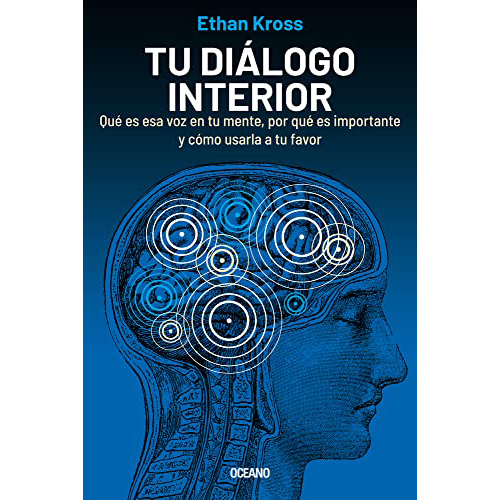 Ethan Kross
TU DIÁLOGO
INTERIOR
Qué es esa voz en tu mente, por qué es importante
y cómo usarla a tu favor
OCEANO